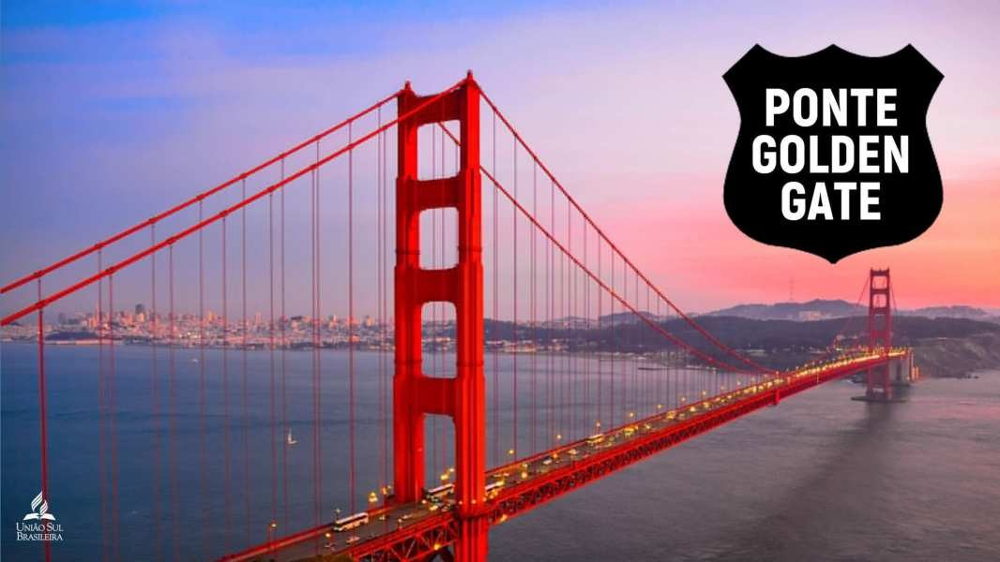 PONTE
GOLDEN
GATE
UNIÃO SUL
BRASILEIRA